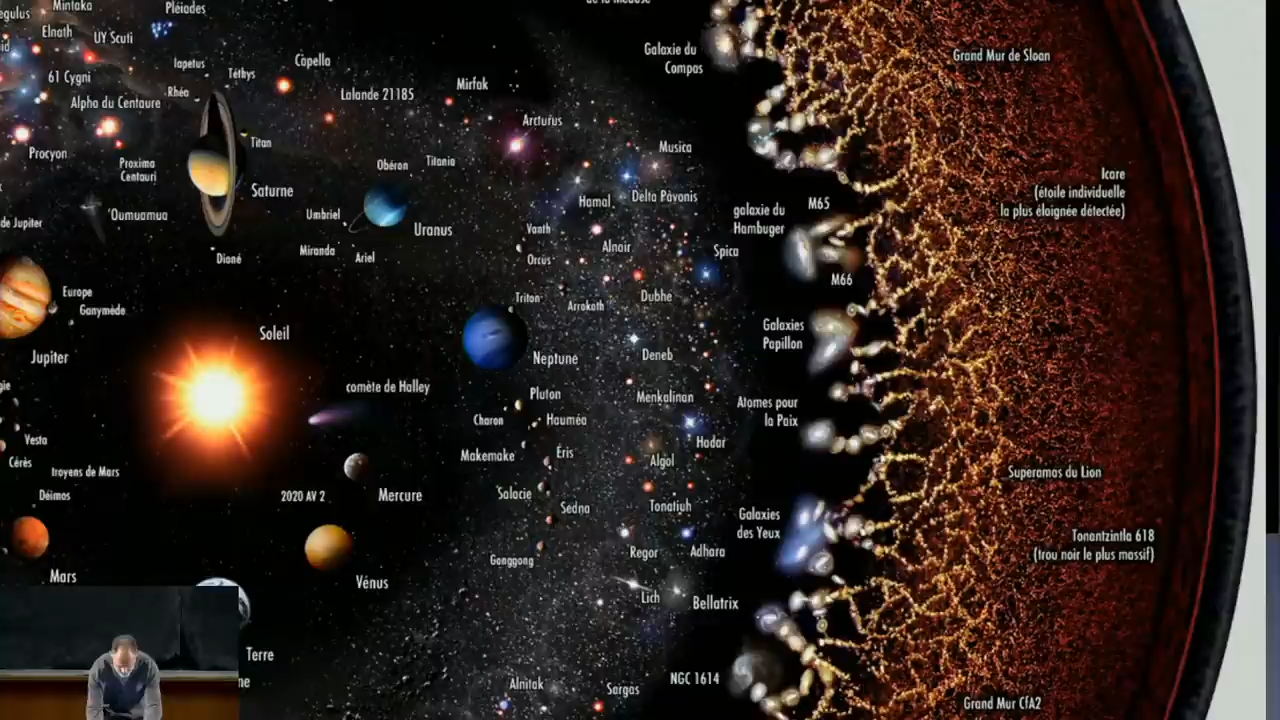 Mintaka
Pléiades
Elnath
UY Scuti
Galaxie du
Compas
Grand Mur de Sloan
Iapetus
Téthys
Capella
61 Cygni
Rhéa
Lalande 21185
Mirfak
Alpha du Centaure
Arcturus
Procyon
Proxima
Centauri
Titan
Musica
Obéron
Titania
Saturne
Hamal
Delta Pavonis
M65
Icare
(étoile individuelle
la plus éloignée détectée)
'Oumuamua
Umbriel
Uranus
galaxie du
Hambuger
de Jupiter
Dioné
Miranda
Ariel
Vanth
Orcus
Alnair
Spica
M66
Europe
Ganymède
Triton
Arrokoth
Dubhe
Soleil
Galaxies
Papillon
Jupiter
Neptune
Deneb
comète de Halley
Pluton
Menkalinan
Atomes pour
la Paix
Charon
Hauméa
Vesta
Hadar
Cérès
troyens de Mars
Makemake
Éris
Algol
Superamas du Lion
Déimos
2020 AV 2
Mercure
Salacie
Sedna
Tonatiuh
Galaxies
des Yeux
Tonantzintla 618
(trou noir le plus massif)
Gonggong
Regor
Adhara
Mars
Vénus
Lich
Bellatrix
Terre
NGC 1614
Alnitak
Sargas
Grand Mur CfA2